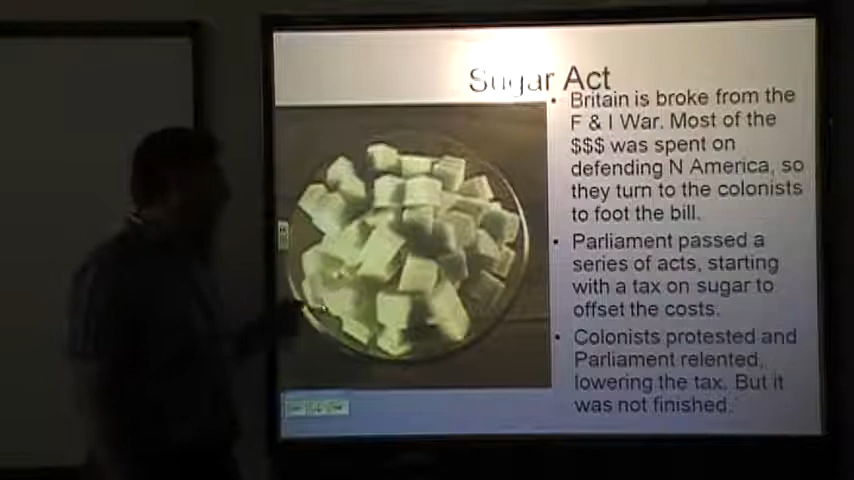 Sugar Act
• Britain is broke from the
F & I War. Most of the
$$$ was spent on
defending N America, so
they turn to the colonists
to foot the bill.
• Parliament passed a
series of acts, starting
with a tax on sugar to
offset the costs.
• Colonists protested and
Parliament relented,
lowering the tax. But it
was not finished.